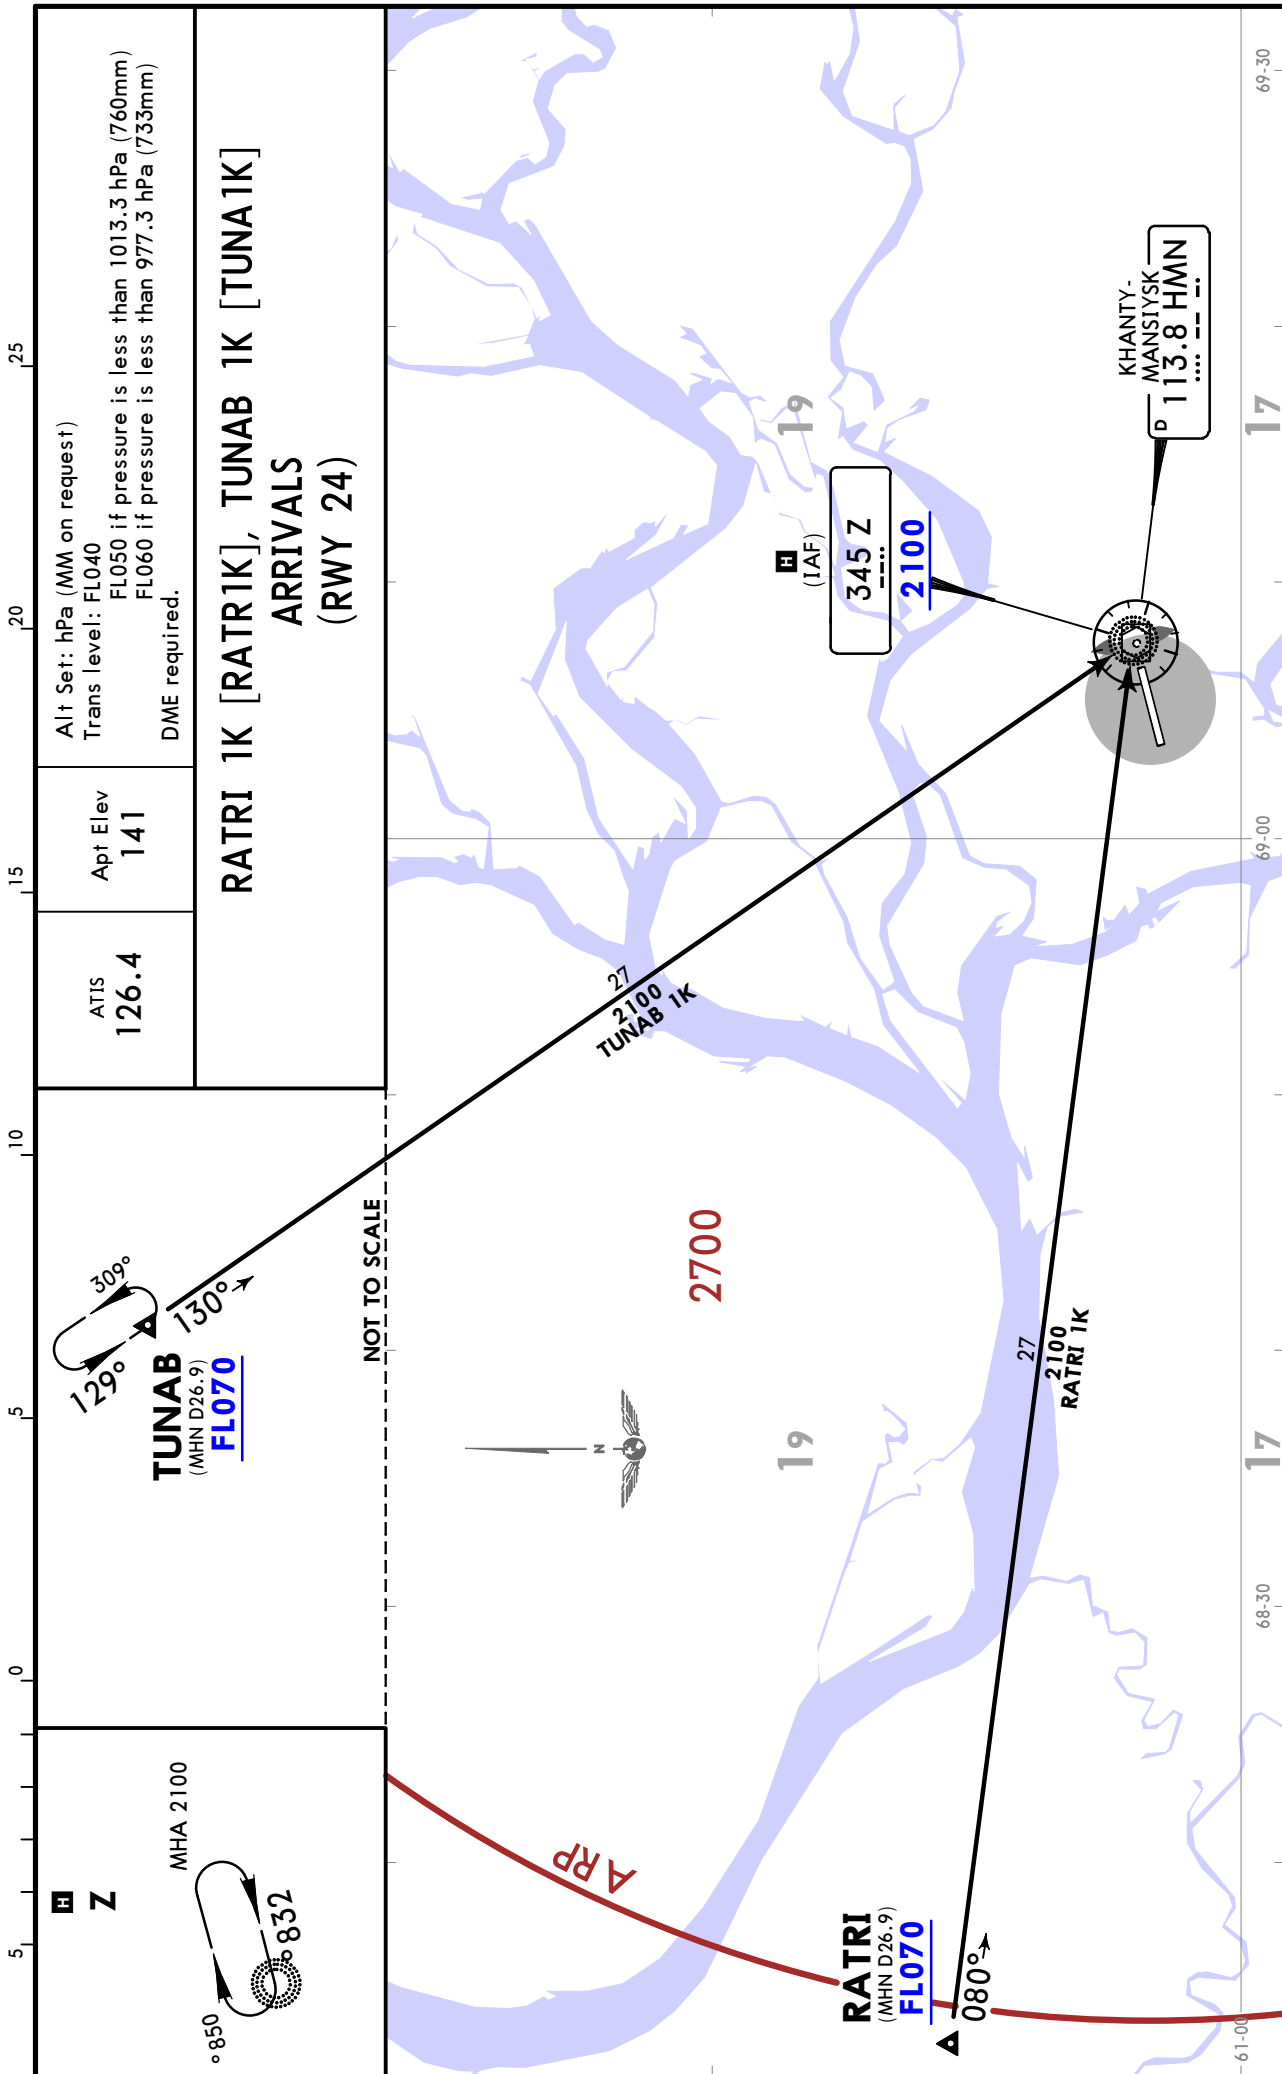 ATIS
126.4
Apt Elev
141
Alt Set: hPa (MM on request)
Trans level: FL040
FL050 if pressure is less than 1013.3 hPa (760mm)
FL060 if pressure is less than 977.3 hPa (733mm)
DME required.
RATRI 1K [RATR1K], TUNAB 1K [TUNA1K]
ARRIVALS
(RWY 24)
5
0
5
10
15
20
25
H
Z
MHA 2100
058°
238°
129°
309°
TUNAB
(MHN D26.9)
FL070
130°
NOT TO SCALE
27
2100
TUNAB 1K
N
2700
ARP
19
19
H
(IAF)
345 Z
2100
RATRI
(MHN D26.9)
FL070
080°
27
2100
RATRI 1K
KHANTY-
MANSIYSK
D 113.8 HMN
17
17
61-00
68-30
69-00
69-30